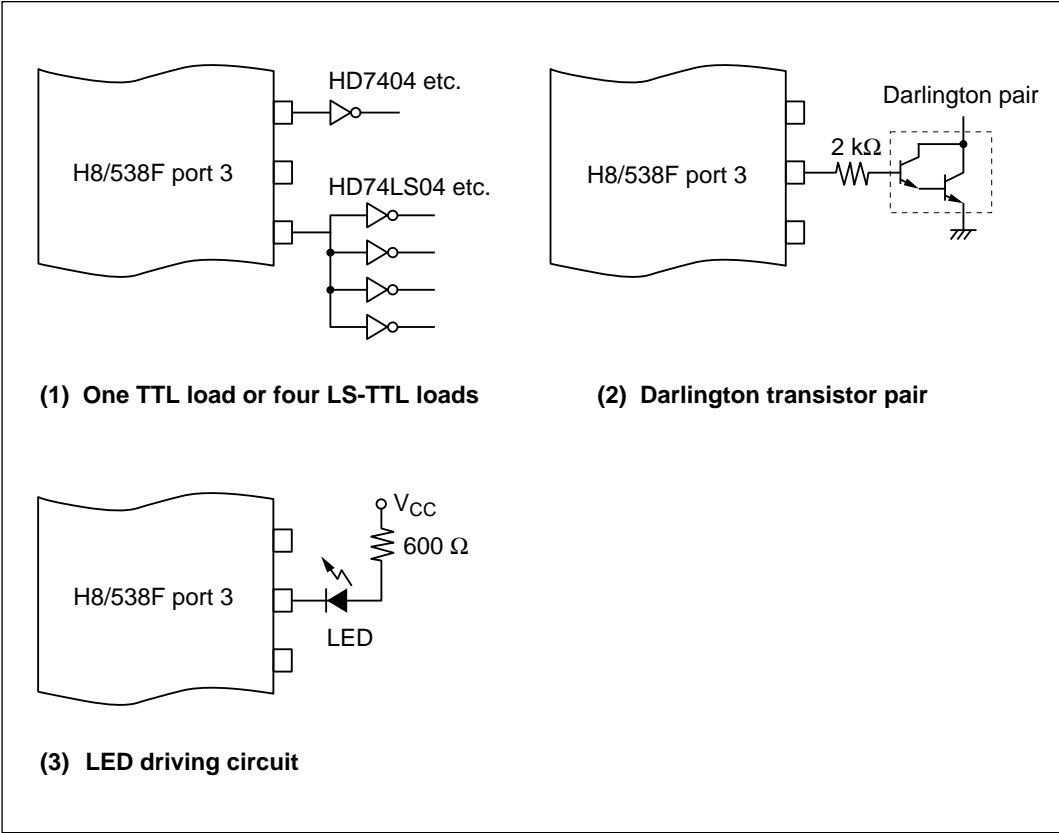 HD7404 etc.
H8/538F port 3
HD74LS04 etc.
(1) One TTL load or four LS-TTL loads
Darlington pair
2 kΩ
H8/538F port 3
(2) Darlington transistor pair
VCC
600 Ω
H8/538F port 3
LED
(3) LED driving circuit